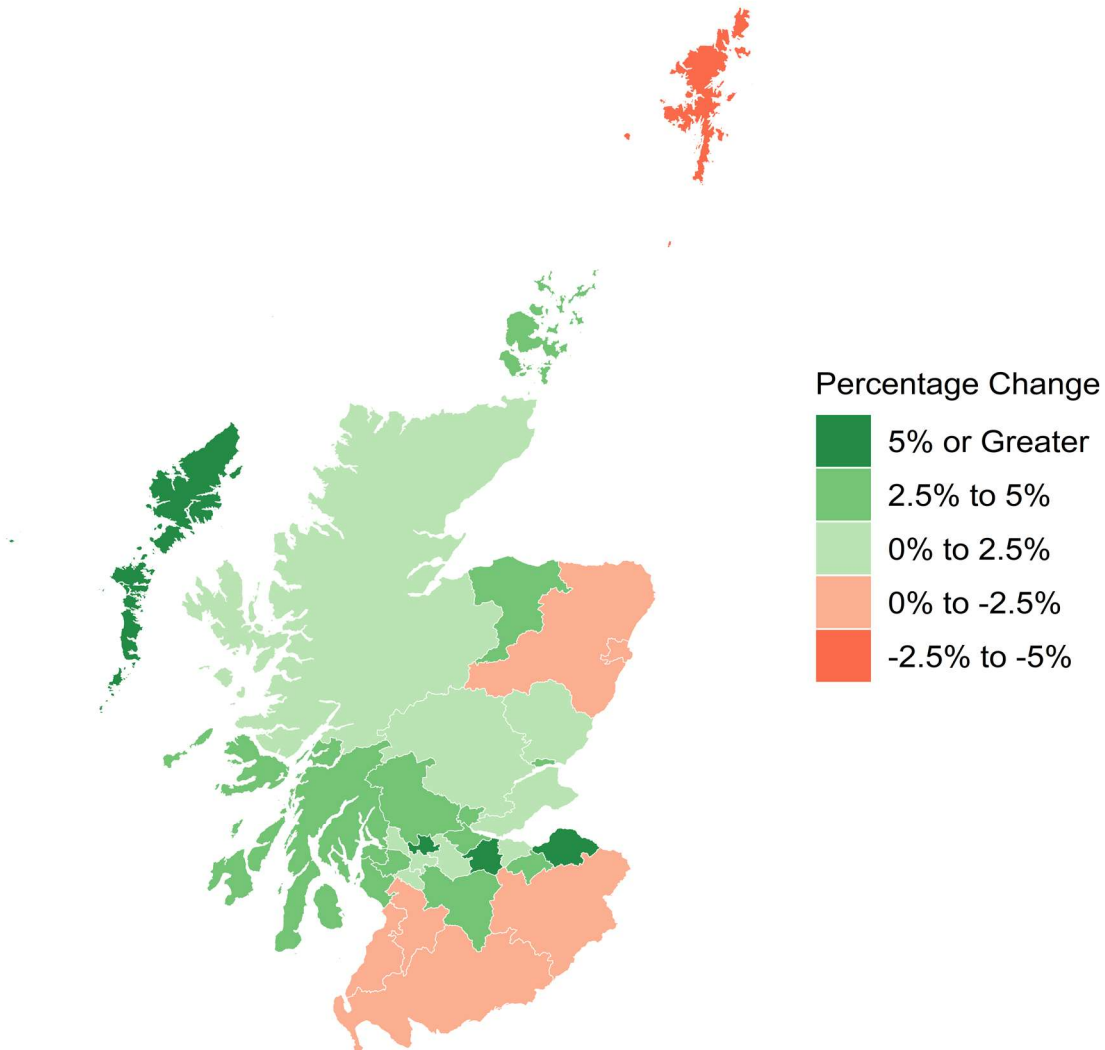 Percentage Change
5% or Greater
2.5% to 5%
0% to 2.5%
0% to -2.5%
-2.5% to -5%